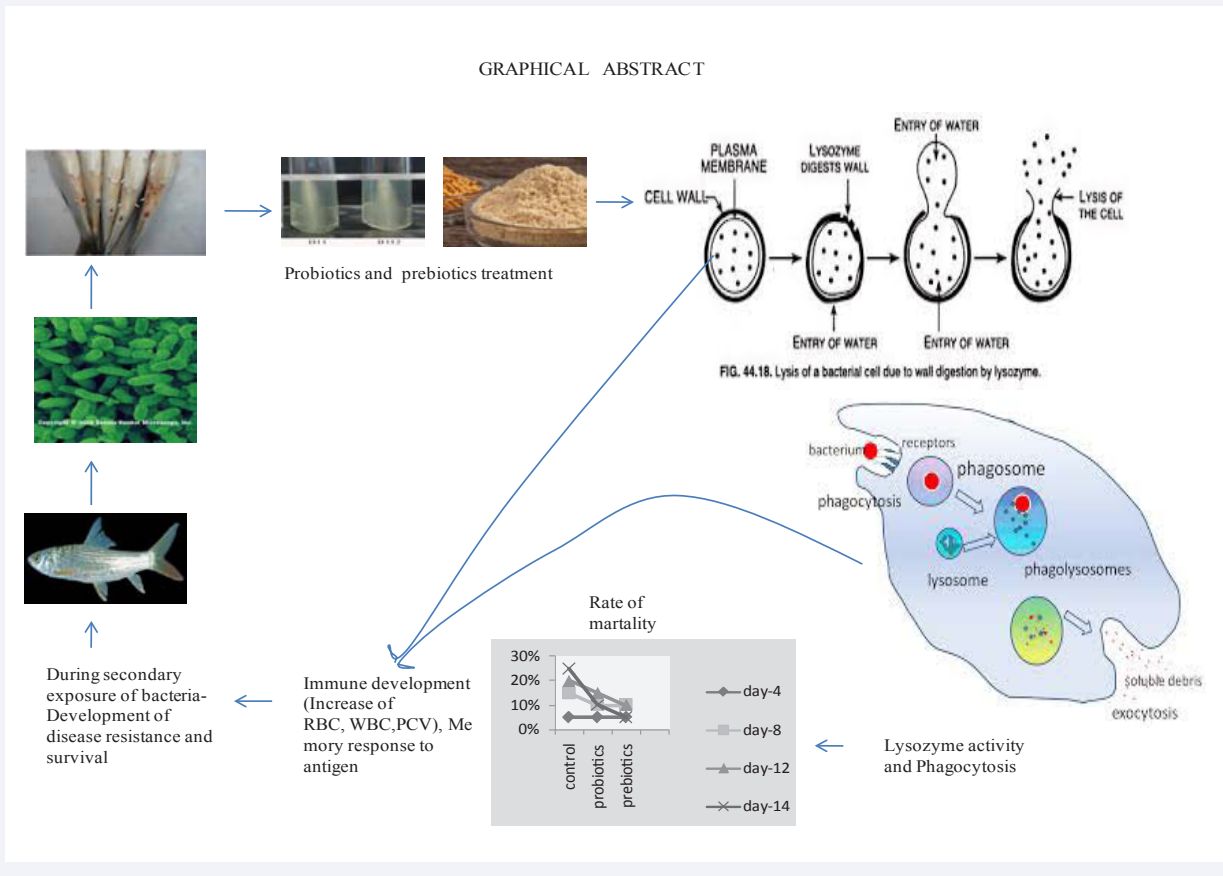 GRAPHICAL ABSTRACT
Probiotics and prebiotics treatment
CELL WALL
PLASMA
MEMBRANE
LYSOZYME
DIGESTS WALL
ENTRY OF WATER
LYSIS OF
THE CELL
ENTRY OF WATER
ENTRY OF WATER
FIG. 44.18. Lysis of a bacterial cell due to wall digestion by lysozyme.
bacterium
receptors
phagosome
phagocytosis
lysosome
phagolysosomes
soluble debris
exocytosis
Lysozyme activity
and Phagocytosis
Rate of
martality
30%
20%
10%
0%
control
probiotics
prebiotics
day-4
day-8
day-12
day-14
Immune development
(Increase of
RBC, WBC,PCV), Me
mory response to
antigen
During secondary
exposure of bacteria-
Development of
disease resistance and
survival